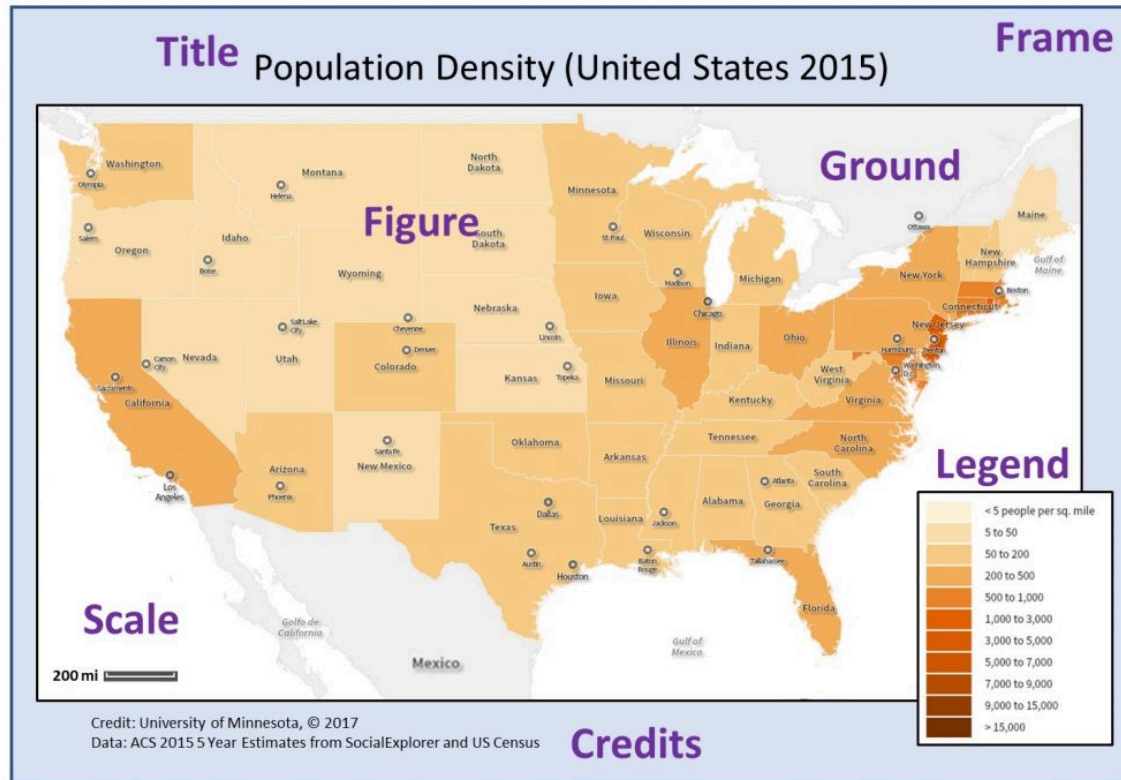 Title
Frame
Population Density (United States 2015)
Ground
Figure
Washington
Olympia
Montana
Helena
North
Dakota
Minnesota
St. Paul
Ottawa
Maine
Salem
Oregon
Idaho
Boise
South
Dakota
Wisconsin
Madison
Michigan
New
Hampshire
Gulf of
Maine
Wyoming
New York
Boston
Nebraska
Iowa
Chicago
Connecticut
Cheyenne
Salt Lake
City
Lincoln
Illinois
Indiana
Ohio
New Jersey
Harrisburg
Trenton
Carson
City
Nevada
Utah
Denver
Colorado
Kansas
Topeka
Missouri
West
Virginia
Washington
D.
Sacramento
California
Kentucky
Virginia
Santa Fe
New Mexico
Oklahoma
Arkansas
Tennessee
North
Carolina
Los
Angeles
Arizona
Phoenix
South
Carolina
Atlanta
Georgia
Alabama
Dallas
Texas
Louisiana
Jackson
Austin
Houston
Baton
Rouge
Tallahassee
Florida
Legend
< 5 people per sq. mile
5 to 50
50 to 200
200 to 500
500 to 1,000
1,000 to 3,000
3,000 to 5,000
5,000 to 7,000
7,000 to 9,000
9,000 to 15,000
> 15,000
Scale
200 mi
Golfo de
California
Mexico
Gulf of
Mexico
Credit: University of Minnesota, © 2017
Data: ACS 2015 5 Year Estimates from SocialExplorer and US Census
Credits